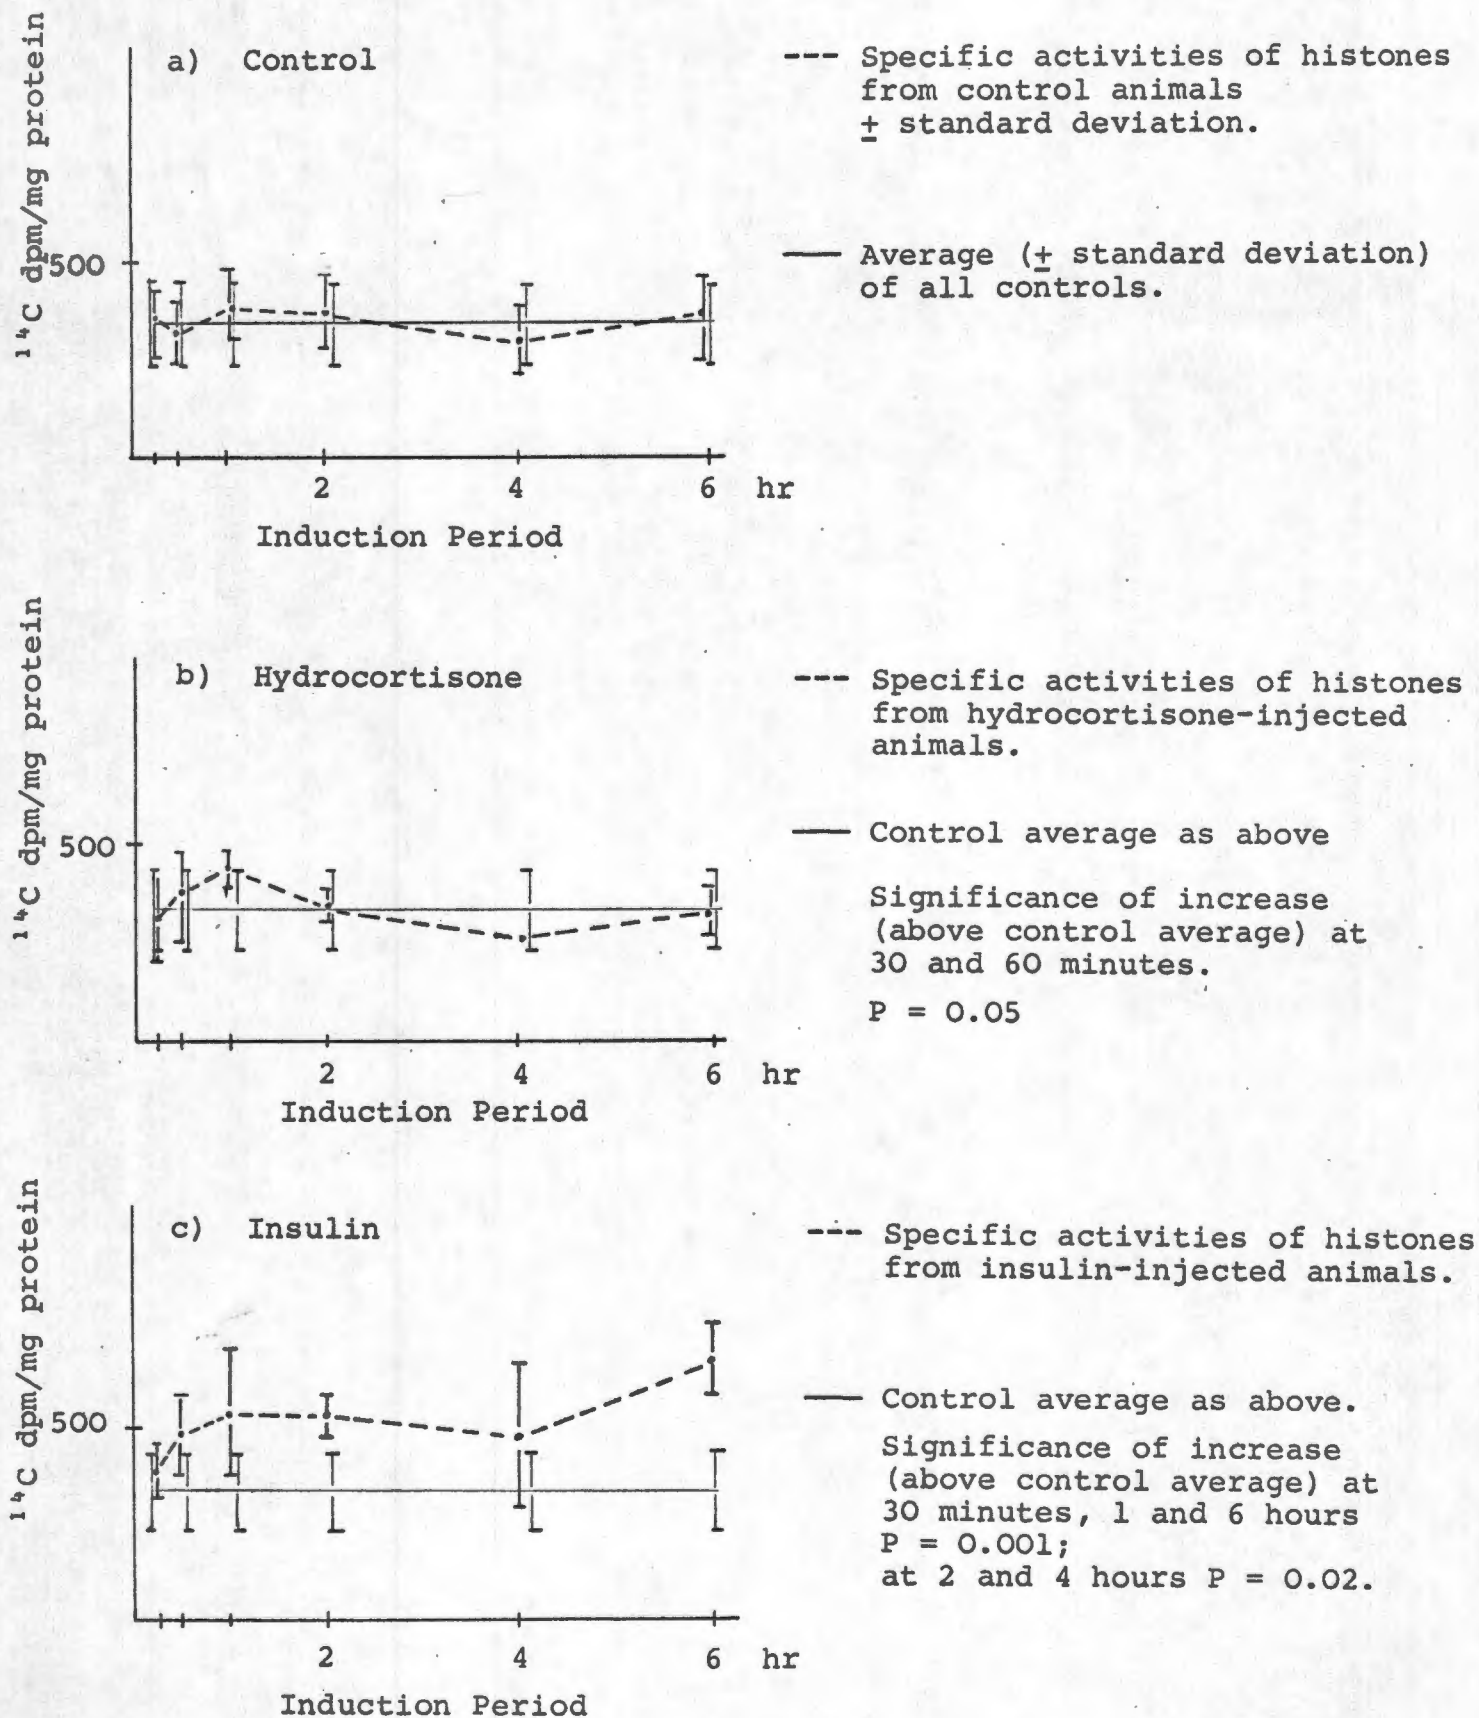 a) Control
¹⁴C dpm/mg protein
500
2 4 6 hr
Induction Period
--- Specific activities of histones
from control animals
± standard deviation.
— Average (± standard deviation)
of all controls.
b) Hydrocortisone
¹⁴C dpm/mg protein
500
2 4 6 hr
Induction Period
--- Specific activities of histones
from hydrocortisone-injected
animals.
— Control average as above
Significance of increase
(above control average) at
30 and 60 minutes.
P = 0.05
c) Insulin
¹⁴C dpm/mg protein
500
2 4 6 hr
Induction Period
--- Specific activities of histones
from insulin-injected animals.
— Control average as above.
Significance of increase
(above control average) at
30 minutes, 1 and 6 hours
P = 0.001;
at 2 and 4 hours P = 0.02.